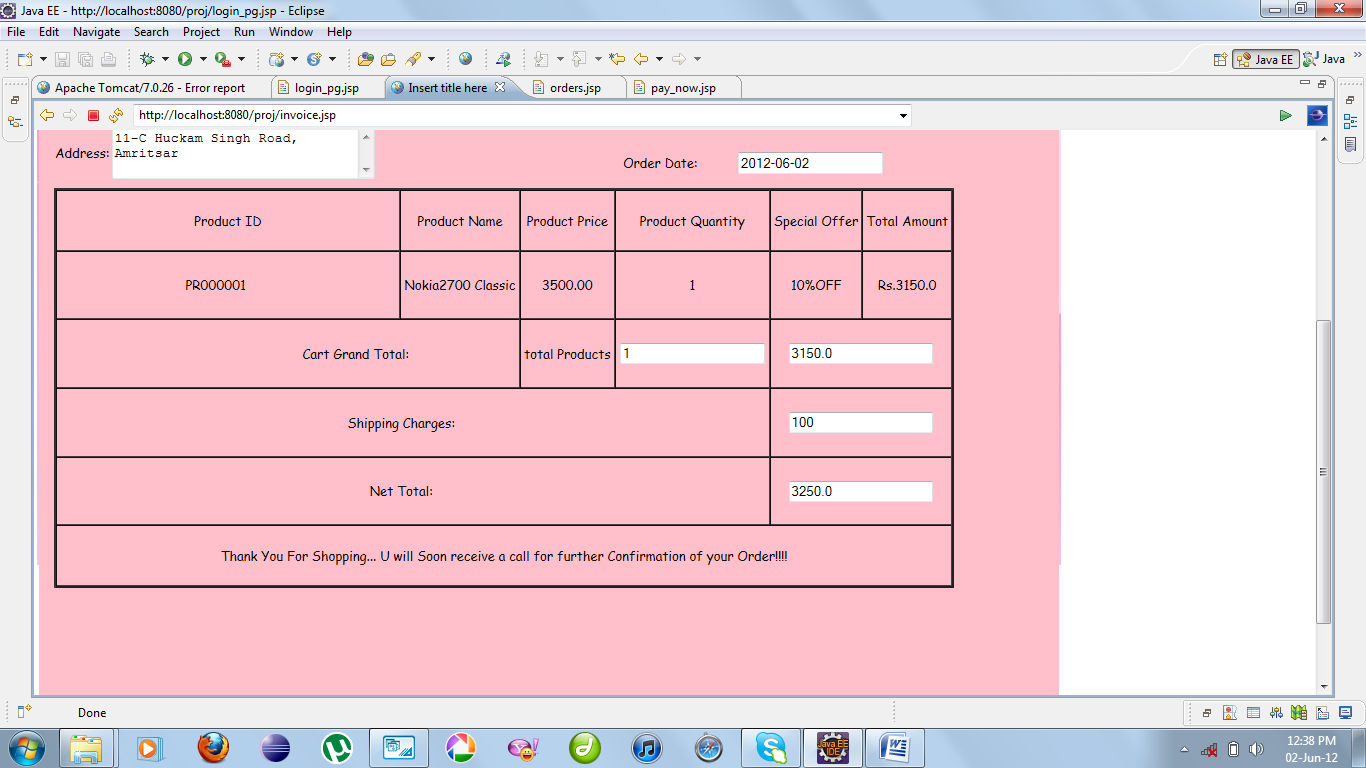 Java EE - http://localhost:8080/proj/login_pg.jsp - Eclipse
File Edit Navigate Search Project Run Window Help
Java EE Java
Apache Tomcat/7.0.26 - Error report login_pg.jsp Insert title here orders.jsp pay_now.jsp
http://localhost:8080/proj/invoice.jsp
Address: 11-C Huckam Singh Road,
Amritsar
Order Date: 2012-06-02
Product ID Product Name Product Price Product Quantity Special Offer Total Amount
PR000001 Nokia2700 Classic 3500.00 1 10%OFF Rs.3150.0
Cart Grand Total: total Products 1 3150.0
Shipping Charges: 100
Net Total: 3250.0
Thank You For Shopping... U will Soon receive a call for further Confirmation of your Order!!!!
Done
Java EE
IDE
12:38 PM
02-Jun-12